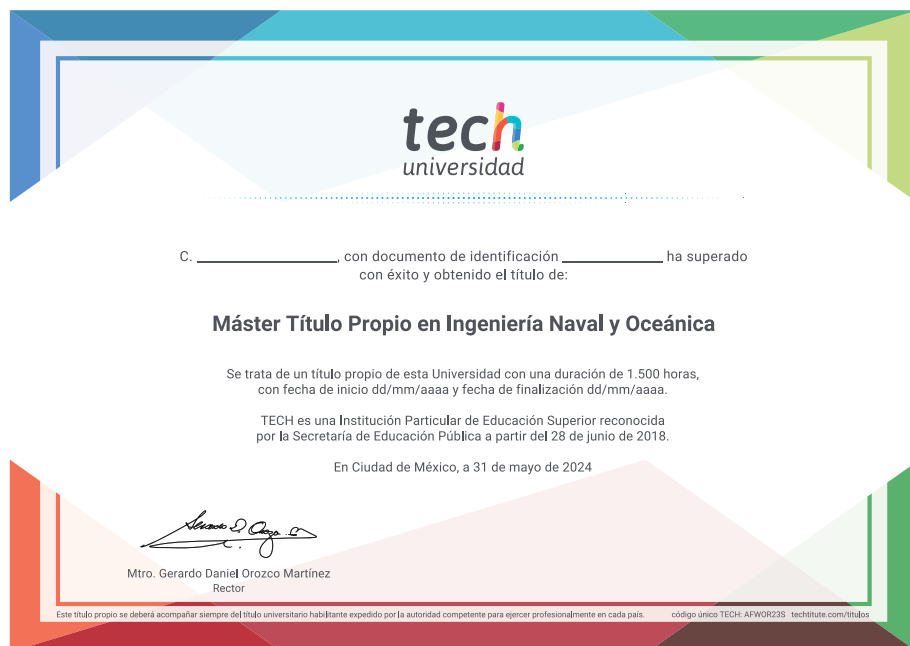 tech
universidad
C. ____________, con documento de identificación ____________ ha superado
con éxito y obtenido el título de:
Máster Título Propio en Ingeniería Naval y Oceánica
Se trata de un título propio de esta Universidad con una duración de 1.500 horas,
con fecha de inicio dd/mm/aaaa y fecha de finalización dd/mm/aaaa.
TECH es una Institución Particular de Educación Superior reconocida
por la Secretaría de Educación Pública a partir del 28 de junio de 2018.
En Ciudad de México, a 31 de mayo de 2024
Mtro. Gerardo Daniel Orozco Martínez
Rector
Este título propio se deberá acompañar siempre del título universitario habilitante expedido por la autoridad competente para ejercer profesionalmente en cada país. código único TECH: AFWOR23S techtitute.com/titulos